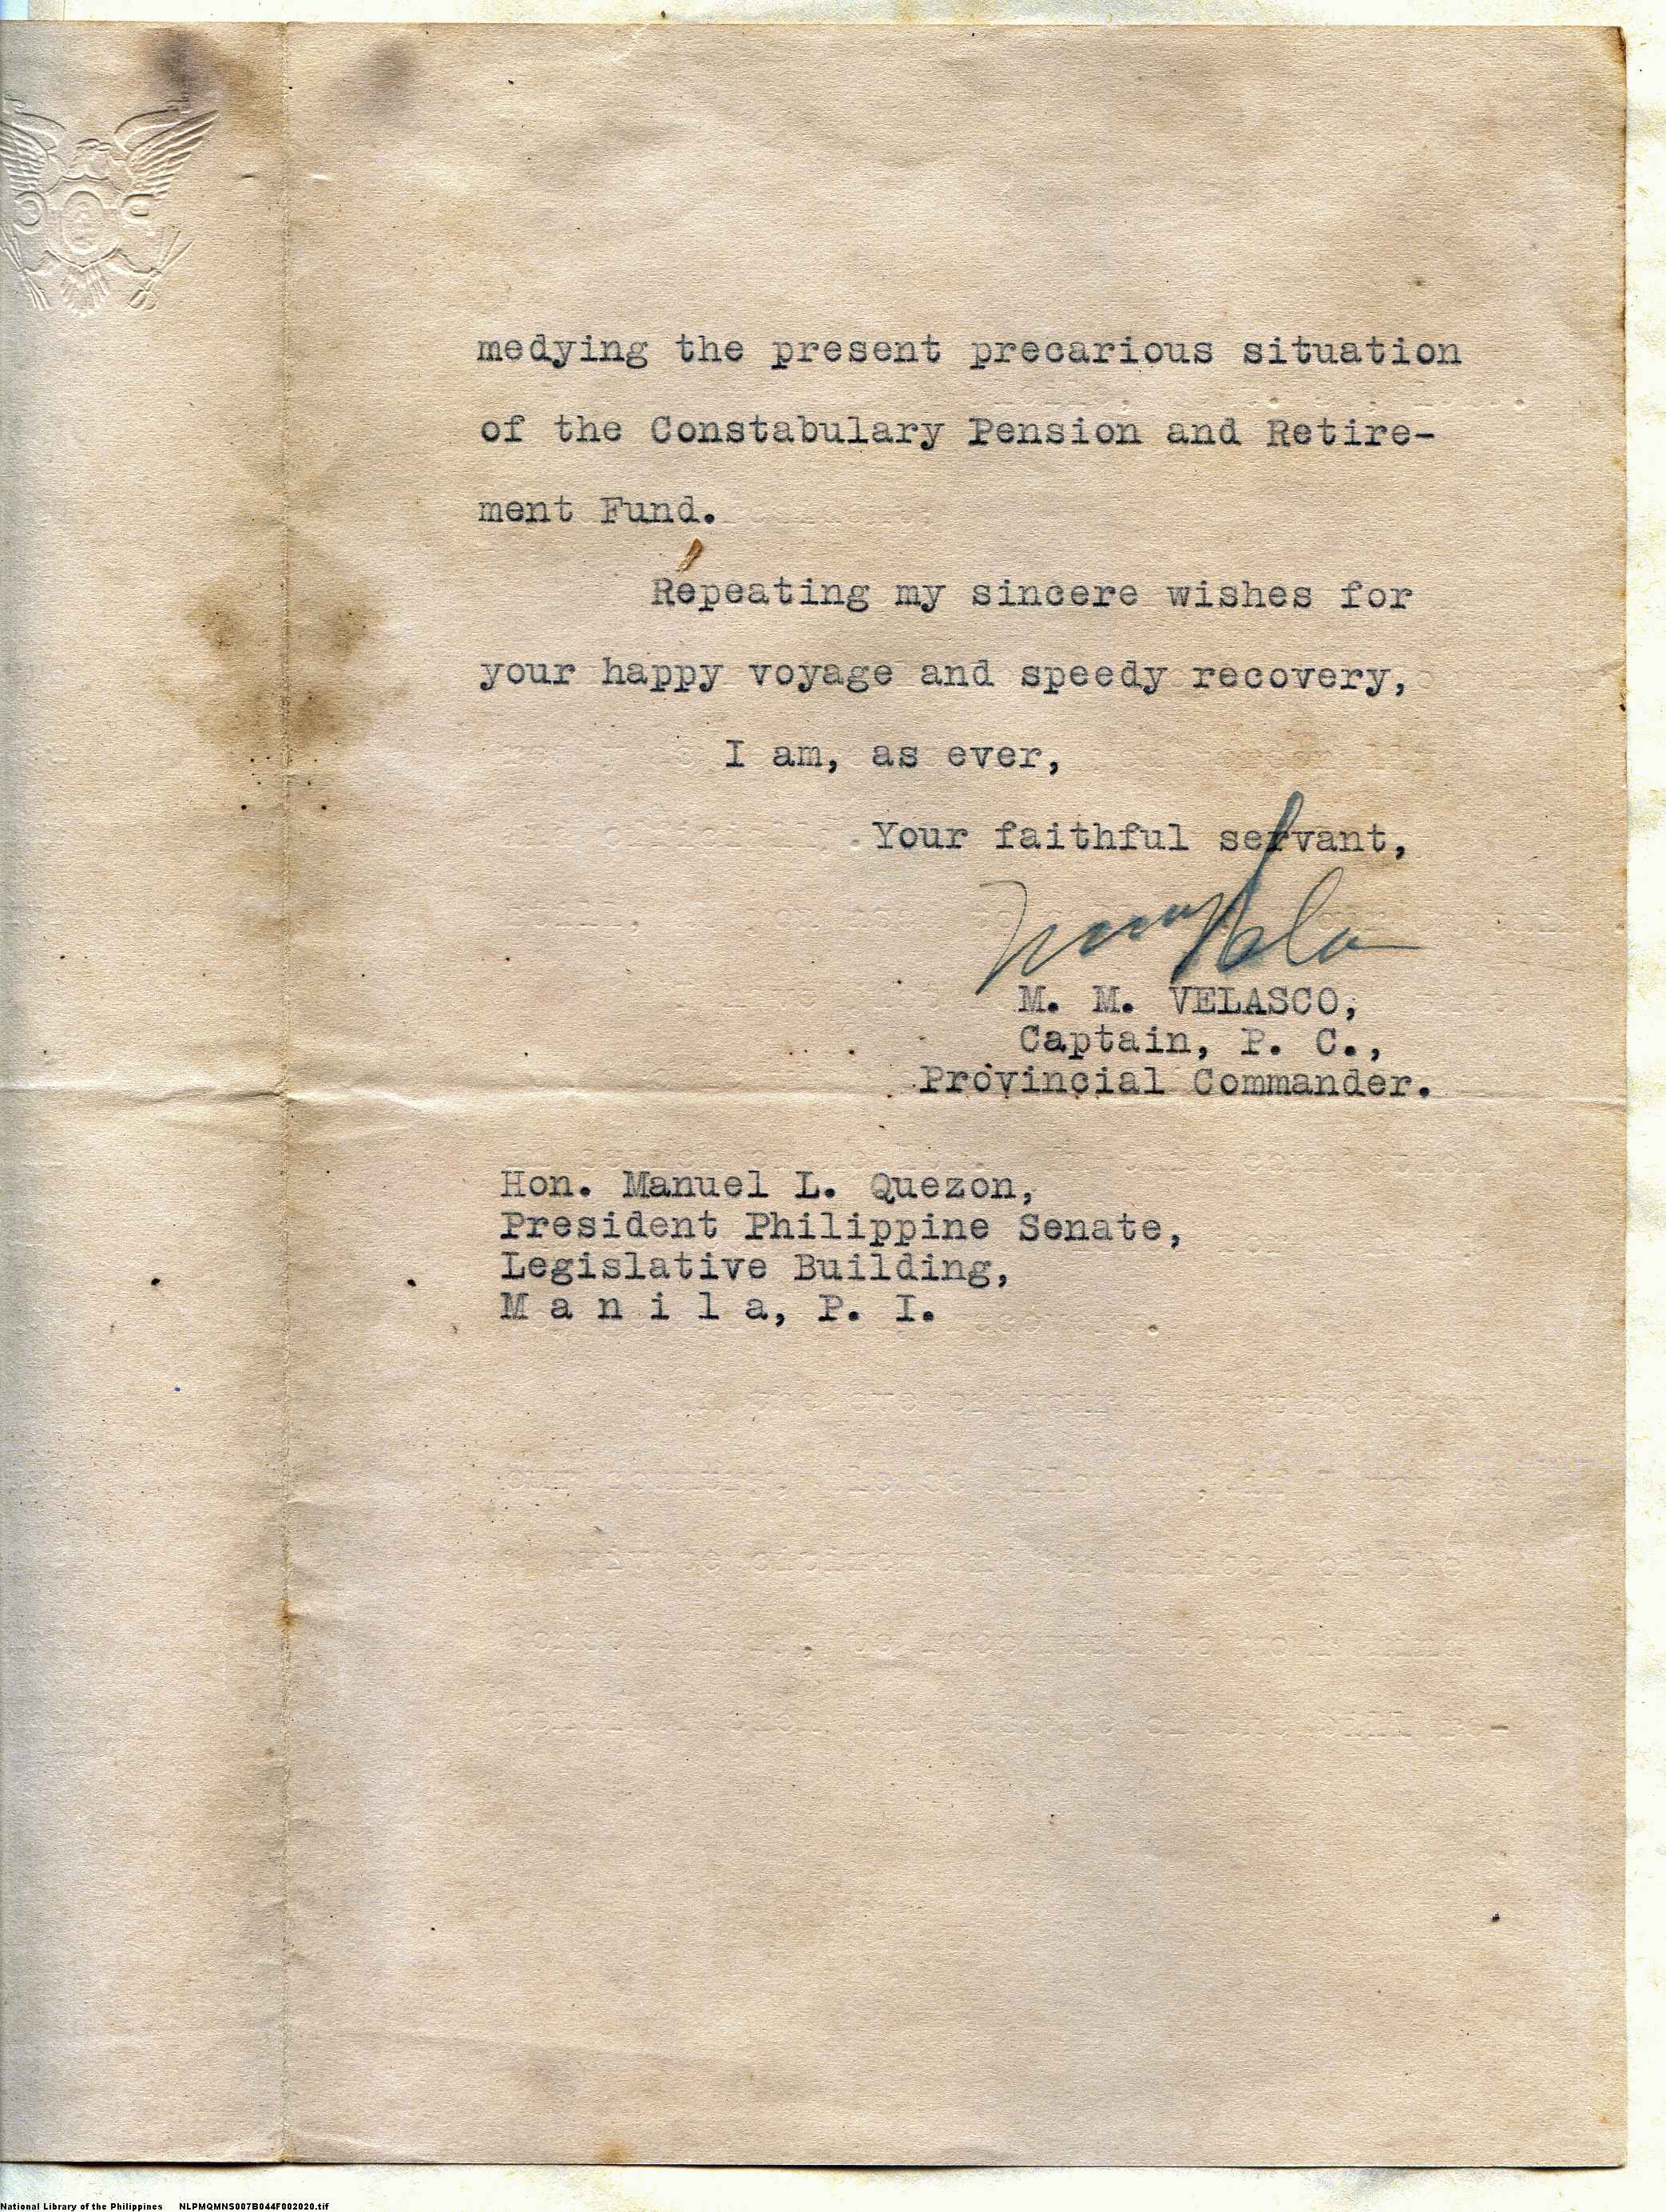 medying the present precarious situation
of the Constabulary Pension and Retire-
ment Fund.
Repeating my sincere wishes for
your happy voyage and speedy recovery,
I am, as ever,
Your faithful servant,
M. M. VELASCO,
Captain, P. C.,
Provincial Commander.
Hon. Manuel L. Quezon,
President Philippine Senate,
Legislative Building,
M a n i l a, P. I.
National Library of the Philippines NLPMQMNS007B044F002020.tif